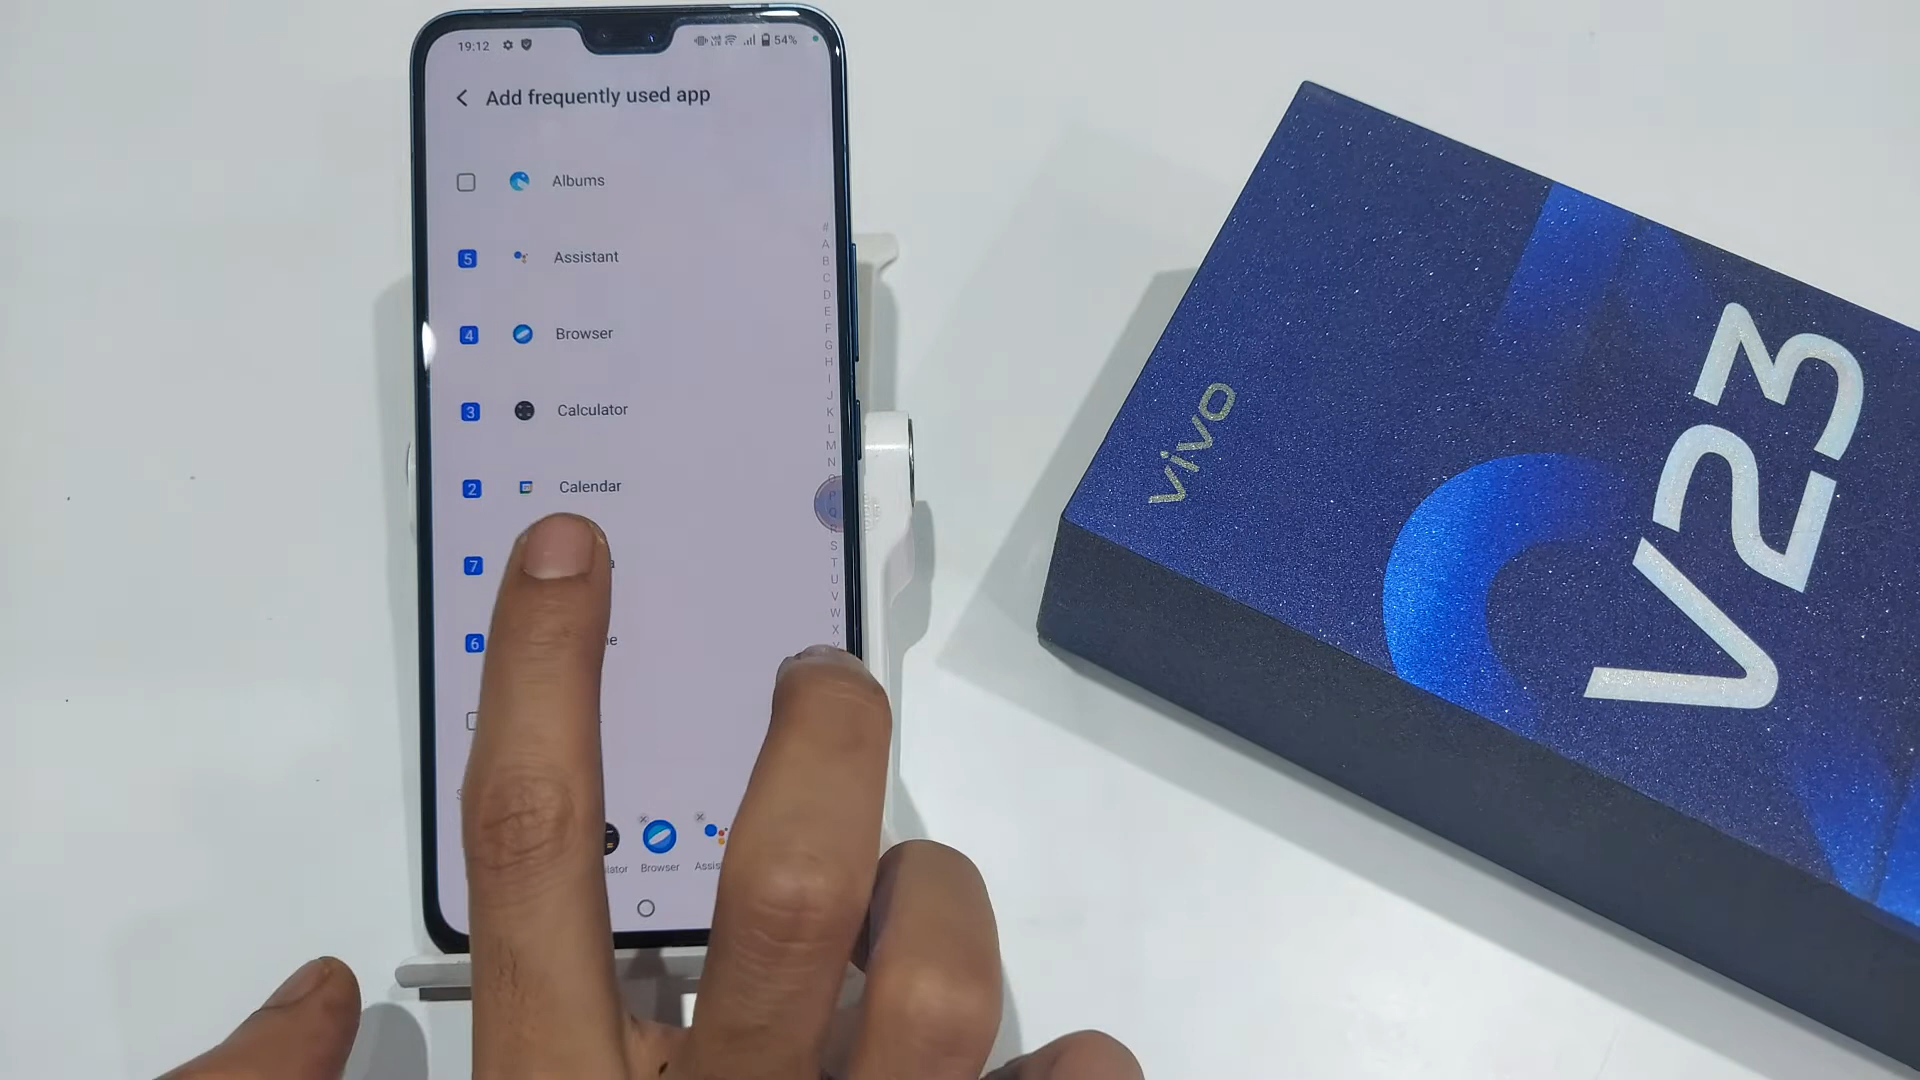 19:12 54%
Add frequently used app
Albums
5 Assistant
4 Browser
3 Calculator
2 Calendar
7
6
#
A
B
C
D
E
F
G
H
I
J
K
L
M
N
O
P
Q
R
S
T
U
V
W
X
Browser
vivo
V23